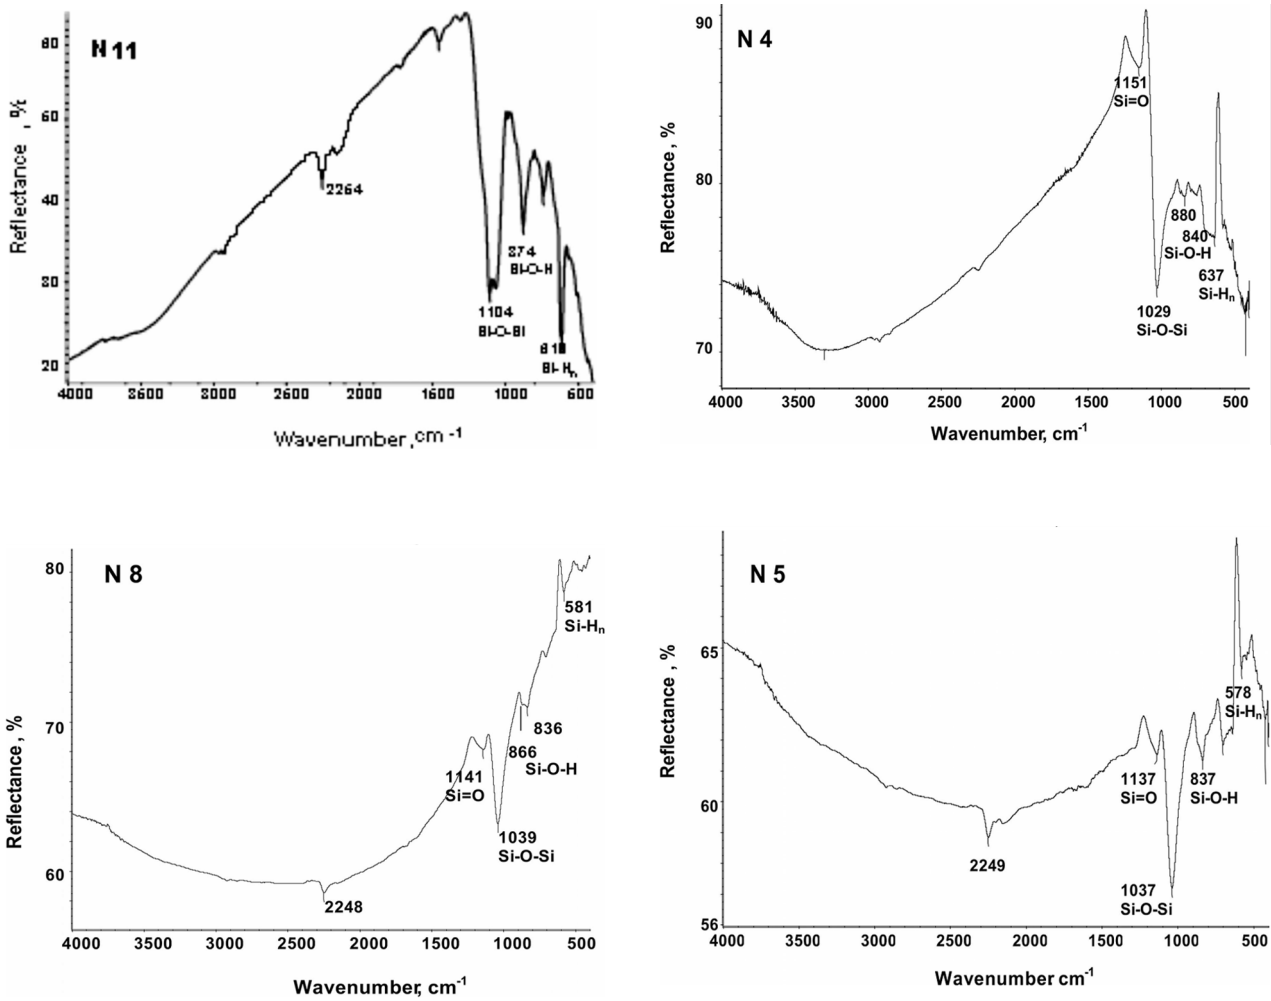 N 11
Reflectance , %
80
60
40
30
20
2264
874
Si-O-H
1104
Si-O-Si
61
Si-Hn
4000 3600 3000 2600 2000 1600 1000 600
Wavenumber, cm -1
N 4
Reflectance , %
90
80
70
1151
Si=O
880
840
Si-O-H
637
Si-Hn
1029
Si-O-Si
4000 3500 3000 2500 2000 1500 1000 500
Wavenumber, cm-1
N 8
Reflectance, %
80
70
60
581
Si-Hn
836
866
Si-O-H
1141
Si=O
1039
Si-O-Si
2248
4000 3500 3000 2500 2000 1500 1000 500
Wavenumber, cm-1
N 5
Reflectance , %
65
60
56
578
Si-Hn
1137
Si=O
837
Si-O-H
2249
1037
Si-O-Si
4000 3500 3000 2500 2000 1500 1000 500
Wavenumber cm-1